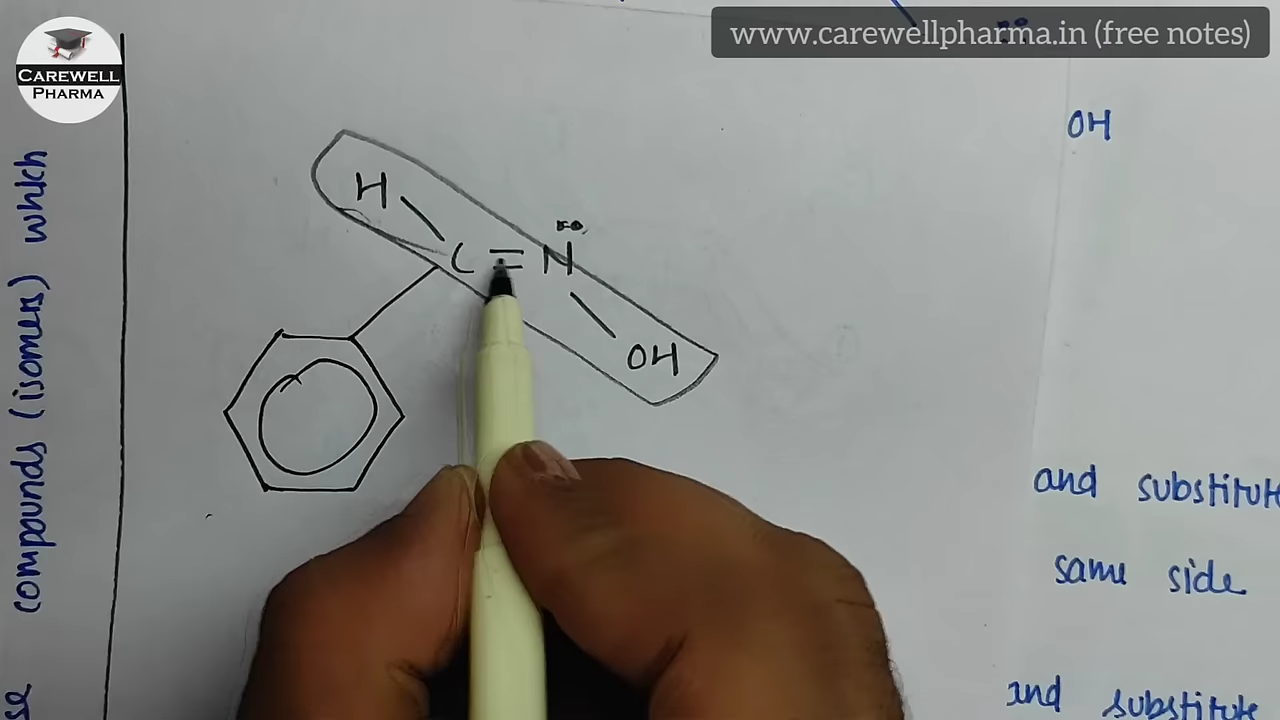 www.carewellpharma.in (free notes)
CAREWELL
PHARMA
compounds (isomers) which
OH
H
C = N
OH
and substitute
same side
and substitute